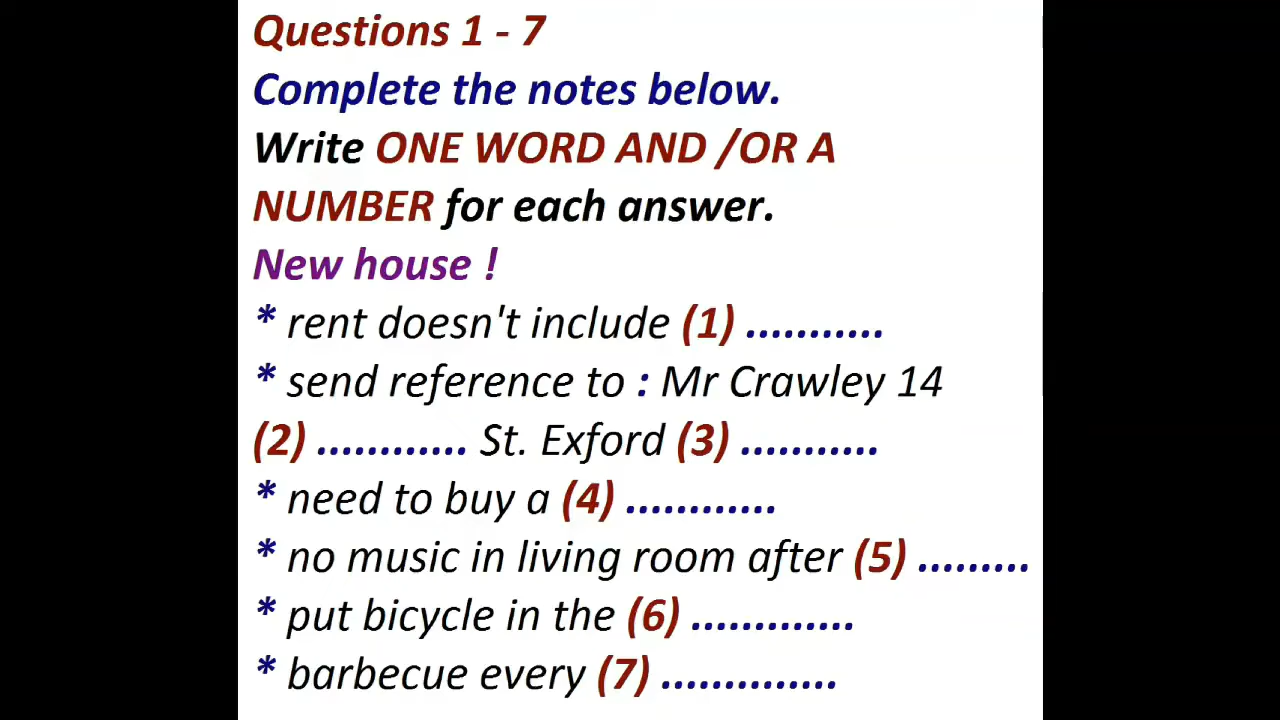 Questions 1 - 7
Complete the notes below.
Write ONE WORD AND /OR A
NUMBER for each answer.
New house !
* rent doesn't include (1) ...........
* send reference to : Mr Crawley 14
(2) ............ St. Exford (3) ...........
* need to buy a (4) ............
* no music in living room after (5) .........
* put bicycle in the (6) .............
* barbecue every (7) ..............